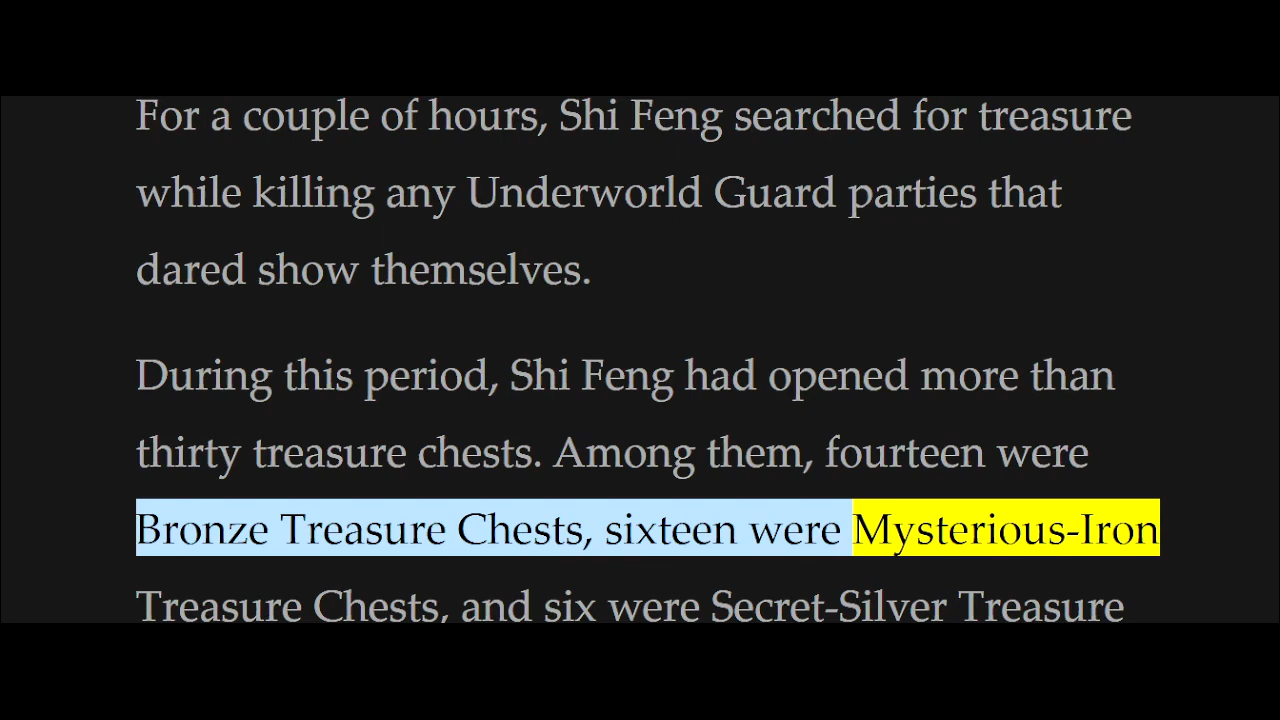 For a couple of hours, Shi Feng searched for treasure
while killing any Underworld Guard parties that
dared show themselves.
During this period, Shi Feng had opened more than
thirty treasure chests. Among them, fourteen were
Bronze Treasure Chests, sixteen were Mysterious-Iron
Treasure Chests, and six were Secret-Silver Treasure